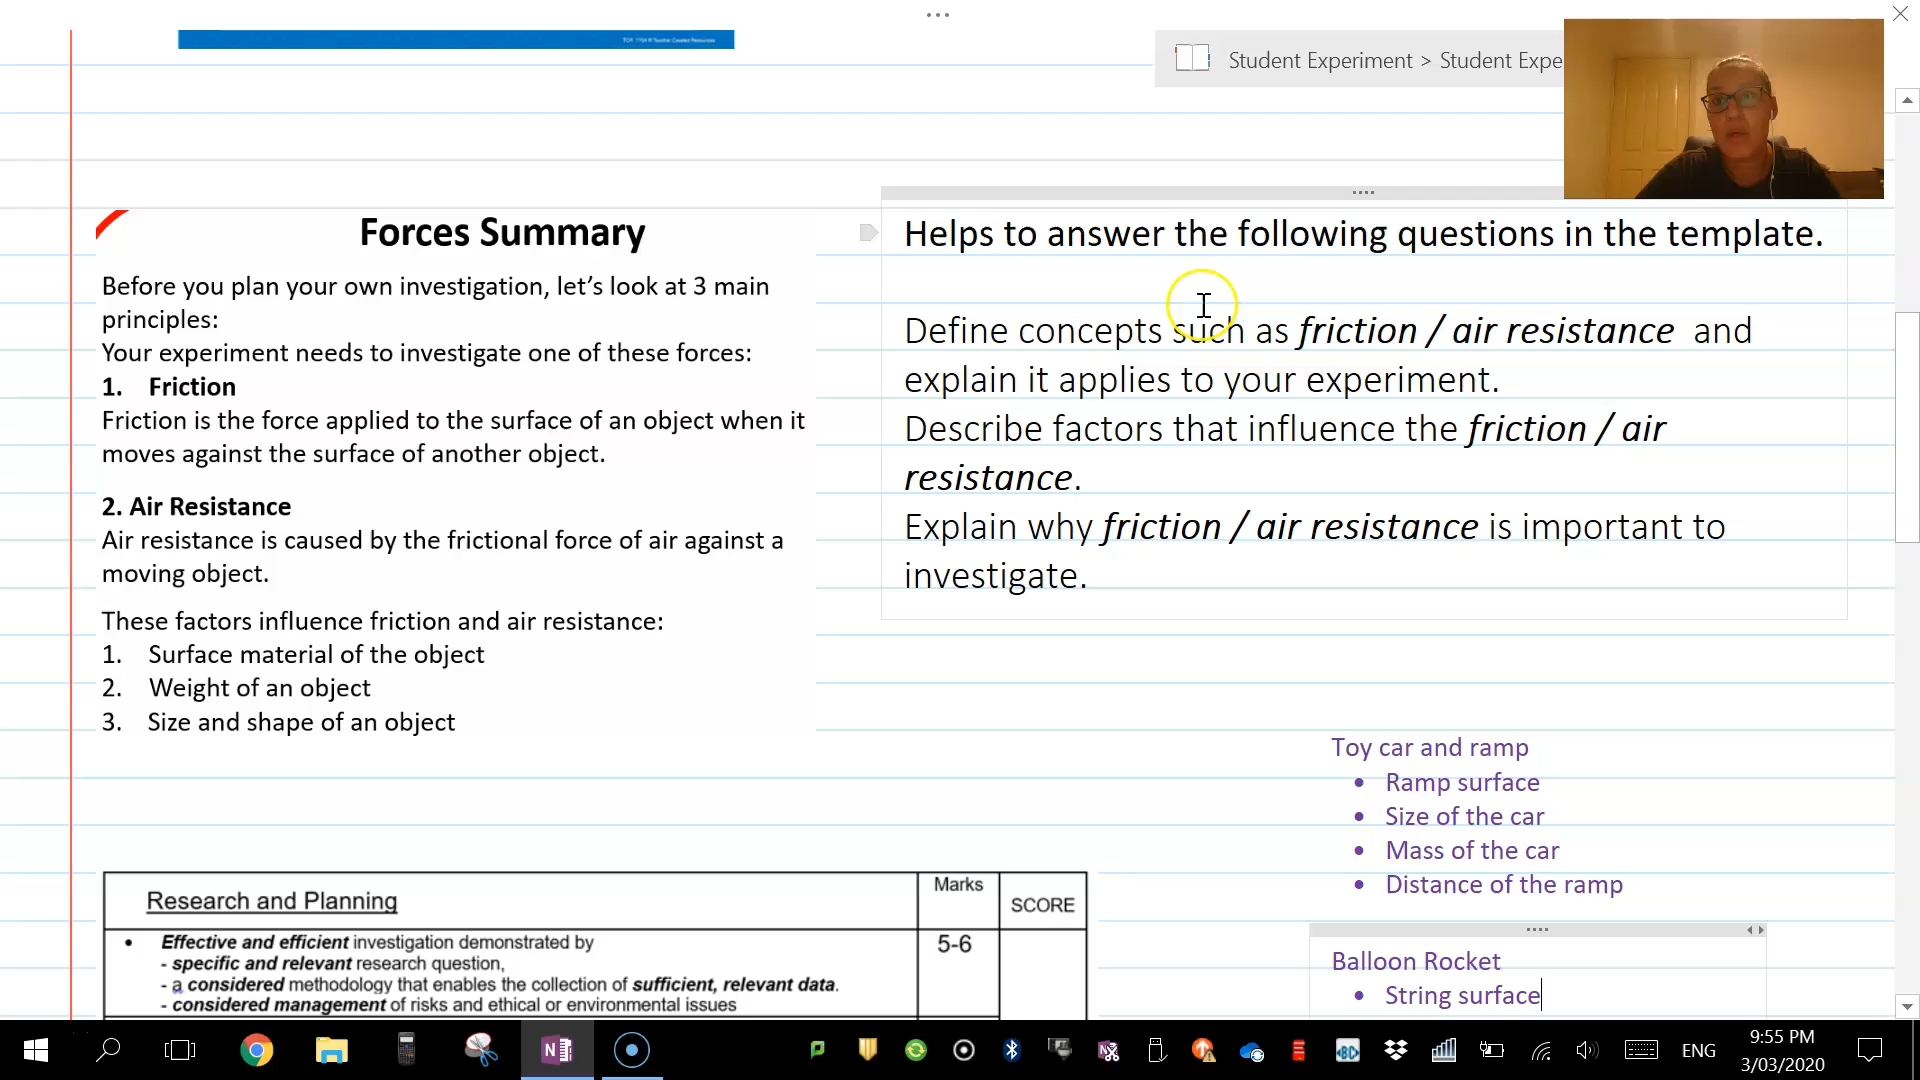 TCR 7764 © Teacher Created Resources
Student Experiment > Student Expe
Forces Summary
Before you plan your own investigation, let’s look at 3 main
principles:
Your experiment needs to investigate one of these forces:
1. Friction
Friction is the force applied to the surface of an object when it
moves against the surface of another object.
2. Air Resistance
Air resistance is caused by the frictional force of air against a
moving object.
These factors influence friction and air resistance:
1. Surface material of the object
2. Weight of an object
3. Size and shape of an object
Helps to answer the following questions in the template.
Define concepts such as friction / air resistance and
explain it applies to your experiment.
Describe factors that influence the friction / air
resistance.
Explain why friction / air resistance is important to
investigate.
Toy car and ramp
• Ramp surface
• Size of the car
• Mass of the car
• Distance of the ramp
Balloon Rocket
• String surface
Research and Planning
Marks
SCORE
• Effective and efficient investigation demonstrated by
- specific and relevant research question,
- a considered methodology that enables the collection of sufficient, relevant data.
- considered management of risks and ethical or environmental issues
5-6
ENG
9:55 PM
3/03/2020